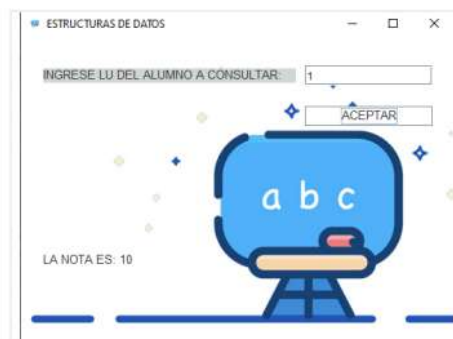 ESTRUCTURAS DE DATOS
INGRESE LU DEL ALUMNO A CONSULTAR: 1
ACEPTAR
a b c
LA NOTA ES: 10